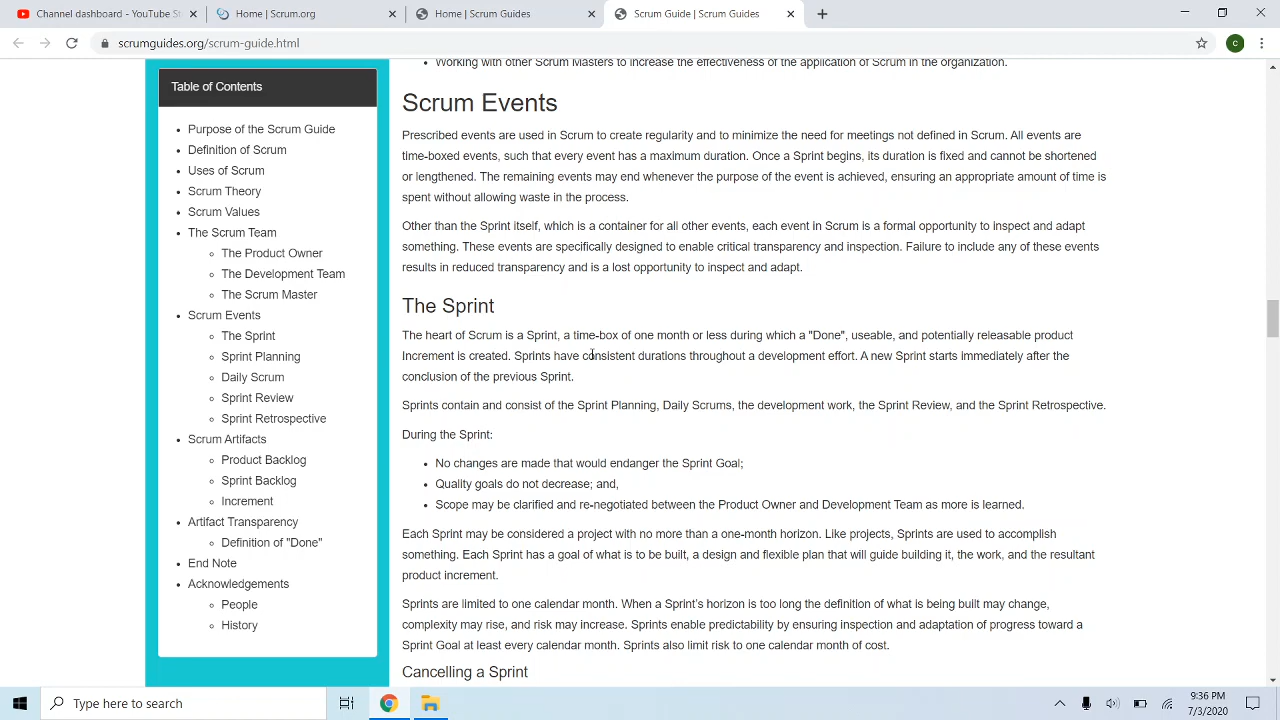 Channel dashboard - YouTube St
Home | Scrum.org
Home | Scrum Guides
Scrum Guide | Scrum Guides
scrumguides.org/scrum-guide.html
C
Table of Contents
Purpose of the Scrum Guide
Definition of Scrum
Uses of Scrum
Scrum Theory
Scrum Values
The Scrum Team
The Product Owner
The Development Team
The Scrum Master
Scrum Events
The Sprint
Sprint Planning
Daily Scrum
Sprint Review
Sprint Retrospective
Scrum Artifacts
Product Backlog
Sprint Backlog
Increment
Artifact Transparency
Definition of "Done"
End Note
Acknowledgements
People
History
Working with other Scrum Masters to increase the effectiveness of the application of Scrum in the organization.
Scrum Events
Prescribed events are used in Scrum to create regularity and to minimize the need for meetings not defined in Scrum. All events are
time-boxed events, such that every event has a maximum duration. Once a Sprint begins, its duration is fixed and cannot be shortened
or lengthened. The remaining events may end whenever the purpose of the event is achieved, ensuring an appropriate amount of time is
spent without allowing waste in the process.
Other than the Sprint itself, which is a container for all other events, each event in Scrum is a formal opportunity to inspect and adapt
something. These events are specifically designed to enable critical transparency and inspection. Failure to include any of these events
results in reduced transparency and is a lost opportunity to inspect and adapt.
The Sprint
The heart of Scrum is a Sprint, a time-box of one month or less during which a "Done", useable, and potentially releasable product
Increment is created. Sprints have consistent durations throughout a development effort. A new Sprint starts immediately after the
conclusion of the previous Sprint.
Sprints contain and consist of the Sprint Planning, Daily Scrums, the development work, the Sprint Review, and the Sprint Retrospective.
During the Sprint:
No changes are made that would endanger the Sprint Goal;
Quality goals do not decrease; and,
Scope may be clarified and re-negotiated between the Product Owner and Development Team as more is learned.
Each Sprint may be considered a project with no more than a one-month horizon. Like projects, Sprints are used to accomplish
something. Each Sprint has a goal of what is to be built, a design and flexible plan that will guide building it, the work, and the resultant
product increment.
Sprints are limited to one calendar month. When a Sprint's horizon is too long the definition of what is being built may change,
complexity may rise, and risk may increase. Sprints enable predictability by ensuring inspection and adaptation of progress toward a
Sprint Goal at least every calendar month. Sprints also limit risk to one calendar month of cost.
Cancelling a Sprint
Type here to search
9:36 PM
7/3/2020